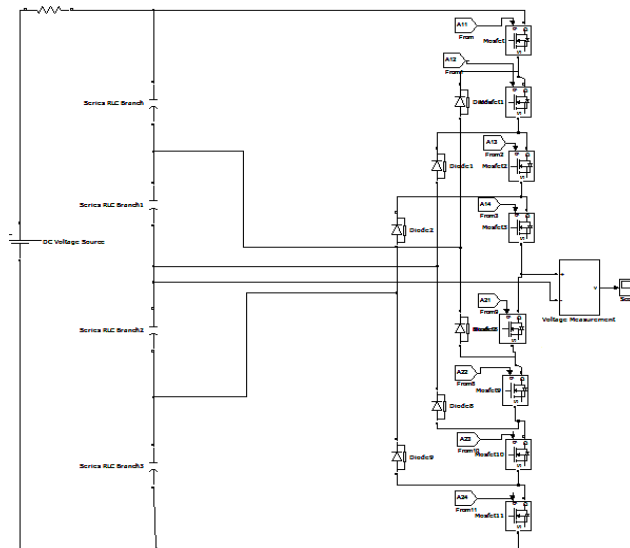 A11
From
Mosfet
A12
Series RLC Branch
Mosfet1
A13
From2
Diode1
Mosfet2
Series RLC Branch1
A14
From3
Diode2
Mosfet3
DC Voltage Source
v
Voltage Measurement
A21
From9
Series RLC Branch2
A22
From8
Mosfet9
Diode8
A23
From10
Mosfet10
Series RLC Branch3
Diode9
A24
From11
Mosfet11